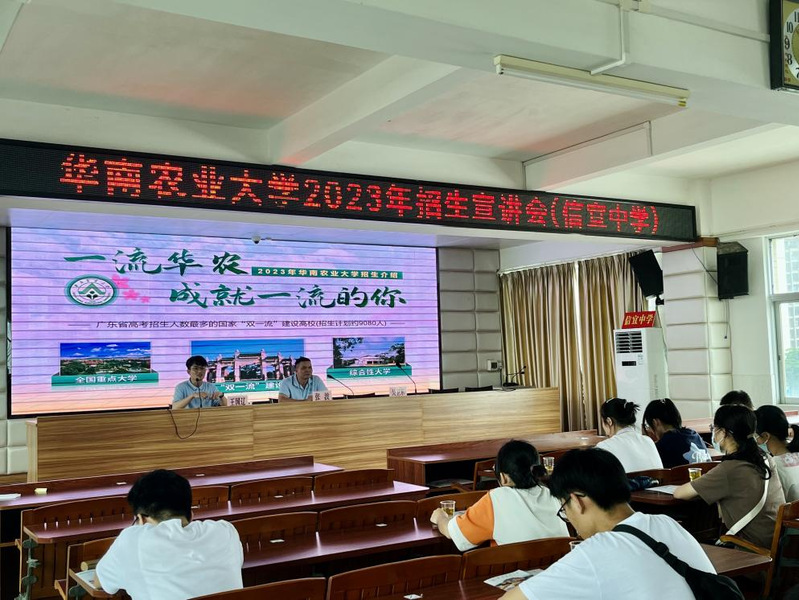 华南农业大学2023年招生宣讲会(信宜中学)
一流华农
2023年华南农业大学招生介绍
成就一流的你
广东省高考招生人数最多的国家“双一流”建设高校(招生计划约9080人)
全国重点大学
“双一流”建设
综合性大学
信宜中学